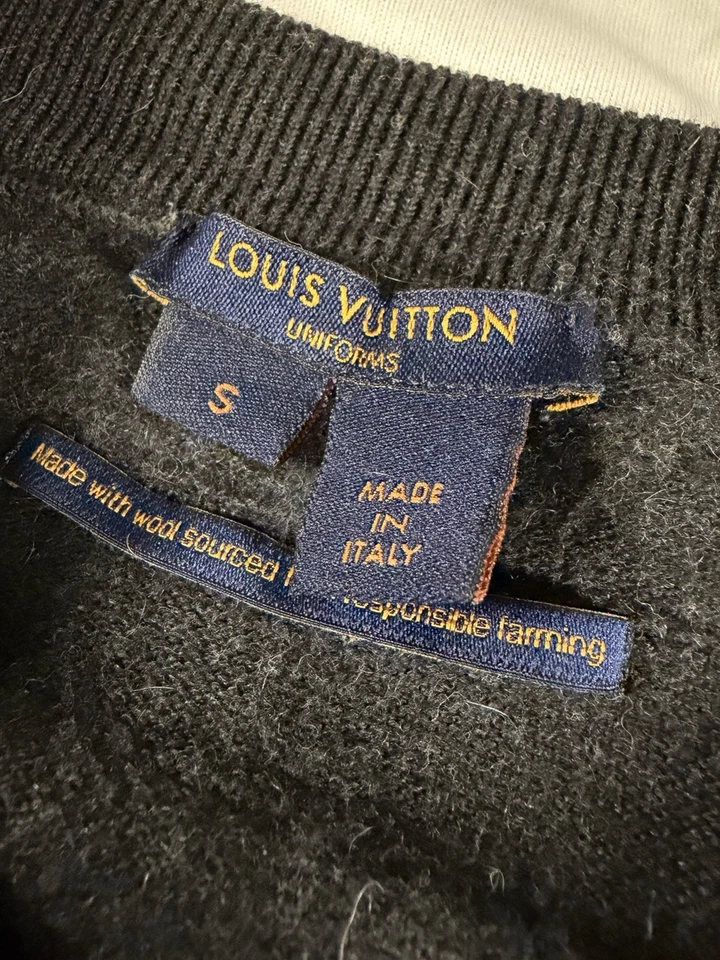 LOUIS VUITTON
UNIFORMS
S
MADE
IN
ITALY
Made with wool sourced responsible farming